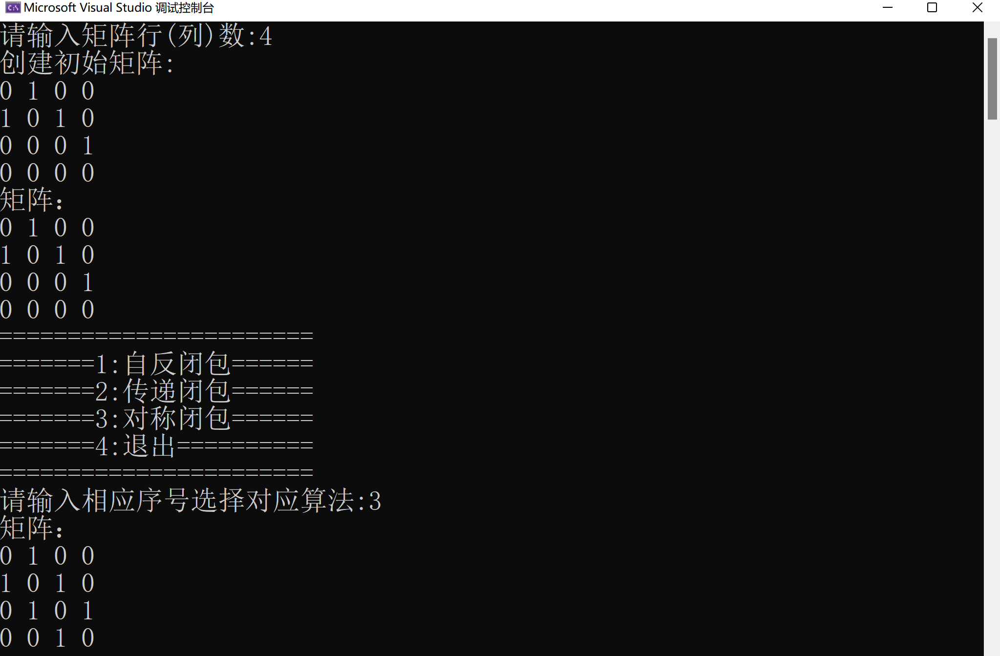 Microsoft Visual Studio 调试控制台
请输入矩阵行(列)数:4
创建初始矩阵:
0 1 0 0
1 0 1 0
0 0 0 1
0 0 0 0
矩阵：
0 1 0 0
1 0 1 0
0 0 0 1
0 0 0 0
=======================
=======1:自反闭包======
=======2:传递闭包======
=======3:对称闭包======
=======4:退出==========
=======================
请输入相应序号选择对应算法:3
矩阵：
0 1 0 0
1 0 1 0
0 1 0 1
0 0 1 0